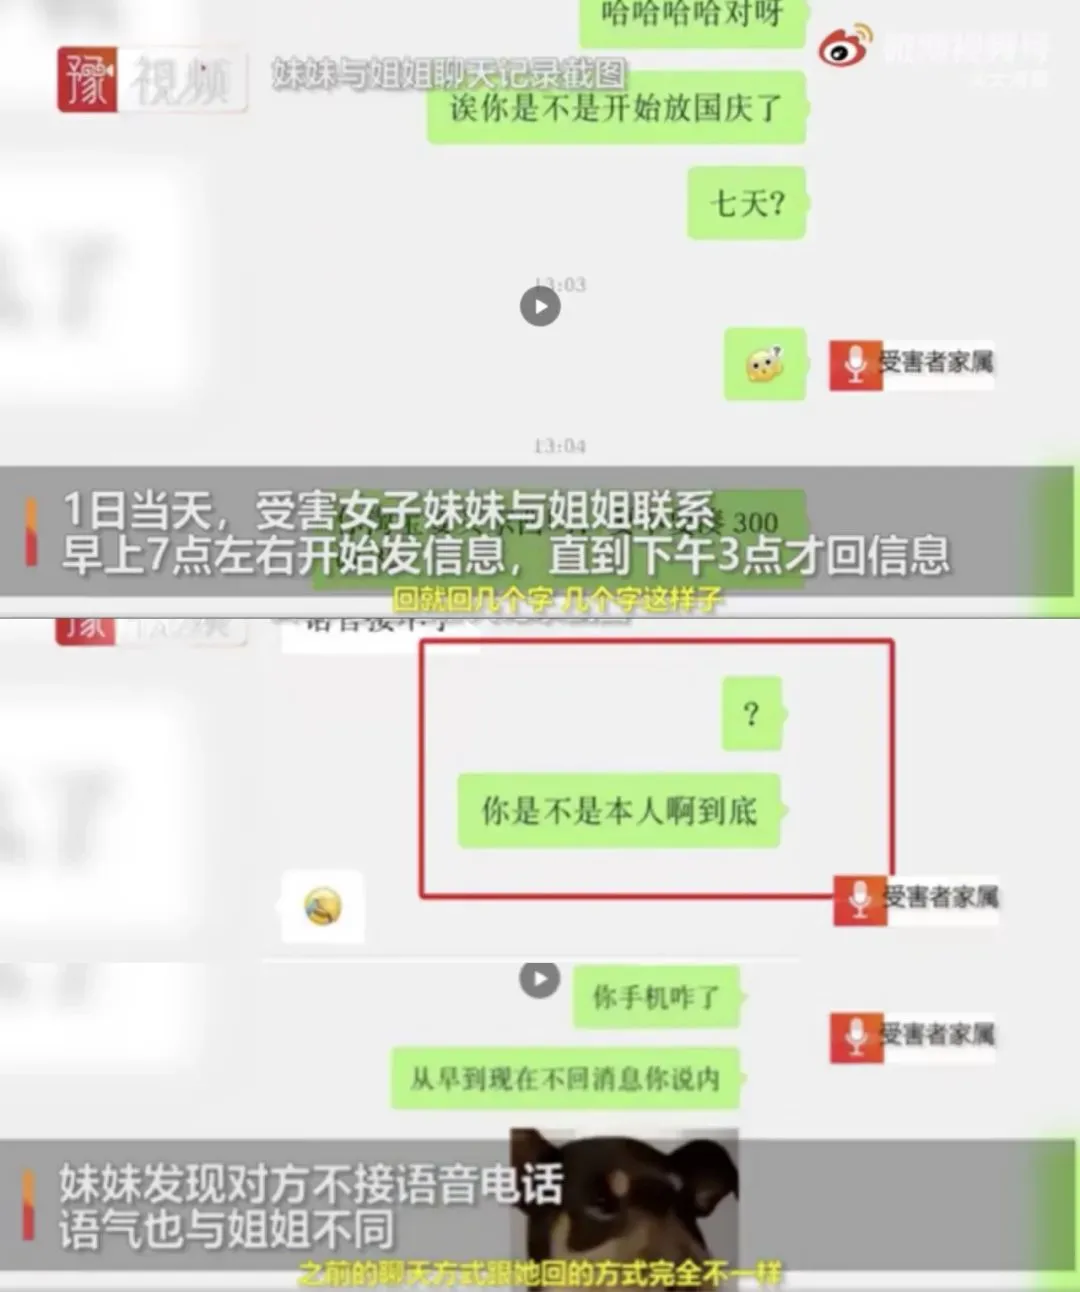 哈哈哈哈对呀
豫视频
妹妹与姐姐聊天记录截图
诶你是不是开始放国庆了
七天?
13:03
受害者家属
13:04
300
1日当天，受害女子妹妹与姐姐联系
早上7点左右开始发信息，直到下午3点才回信息
回就回几个字 几个字这样子
?
你是不是本人啊到底
受害者家属
你手机咋了
受害者家属
从早到现在不回消息你说内
妹妹发现对方不接语音电话
语气也与姐姐不同
之前的聊天方式跟她回的方式完全不一样